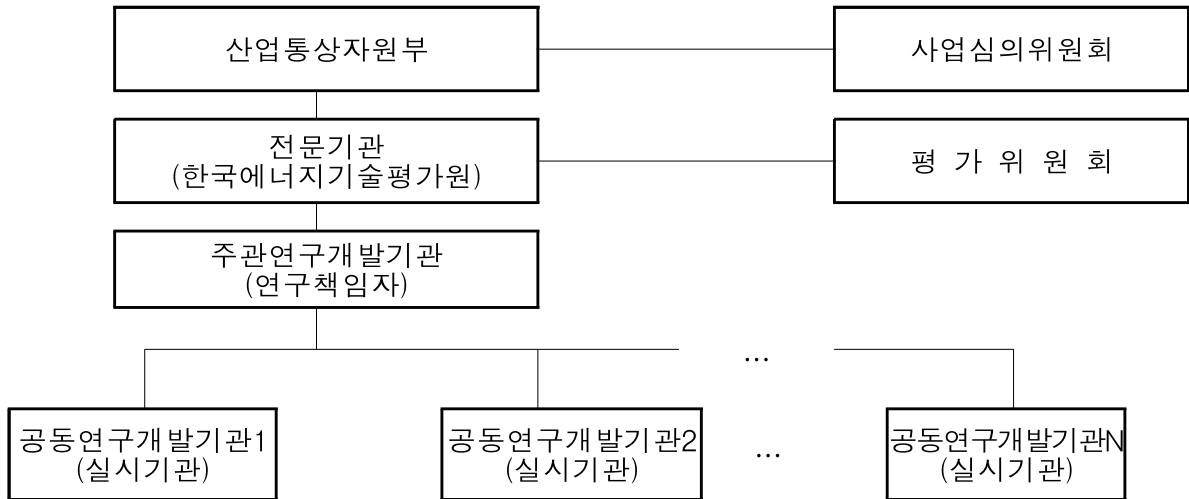 산업통상자원부
사업심의위원회
전문기관
(한국에너지기술평가원)
평 가 위 원 회
주관연구개발기관
(연구책임자)
...
공동연구개발기관1
(실시기관)
공동연구개발기관2
(실시기관)
...
공동연구개발기관N
(실시기관)